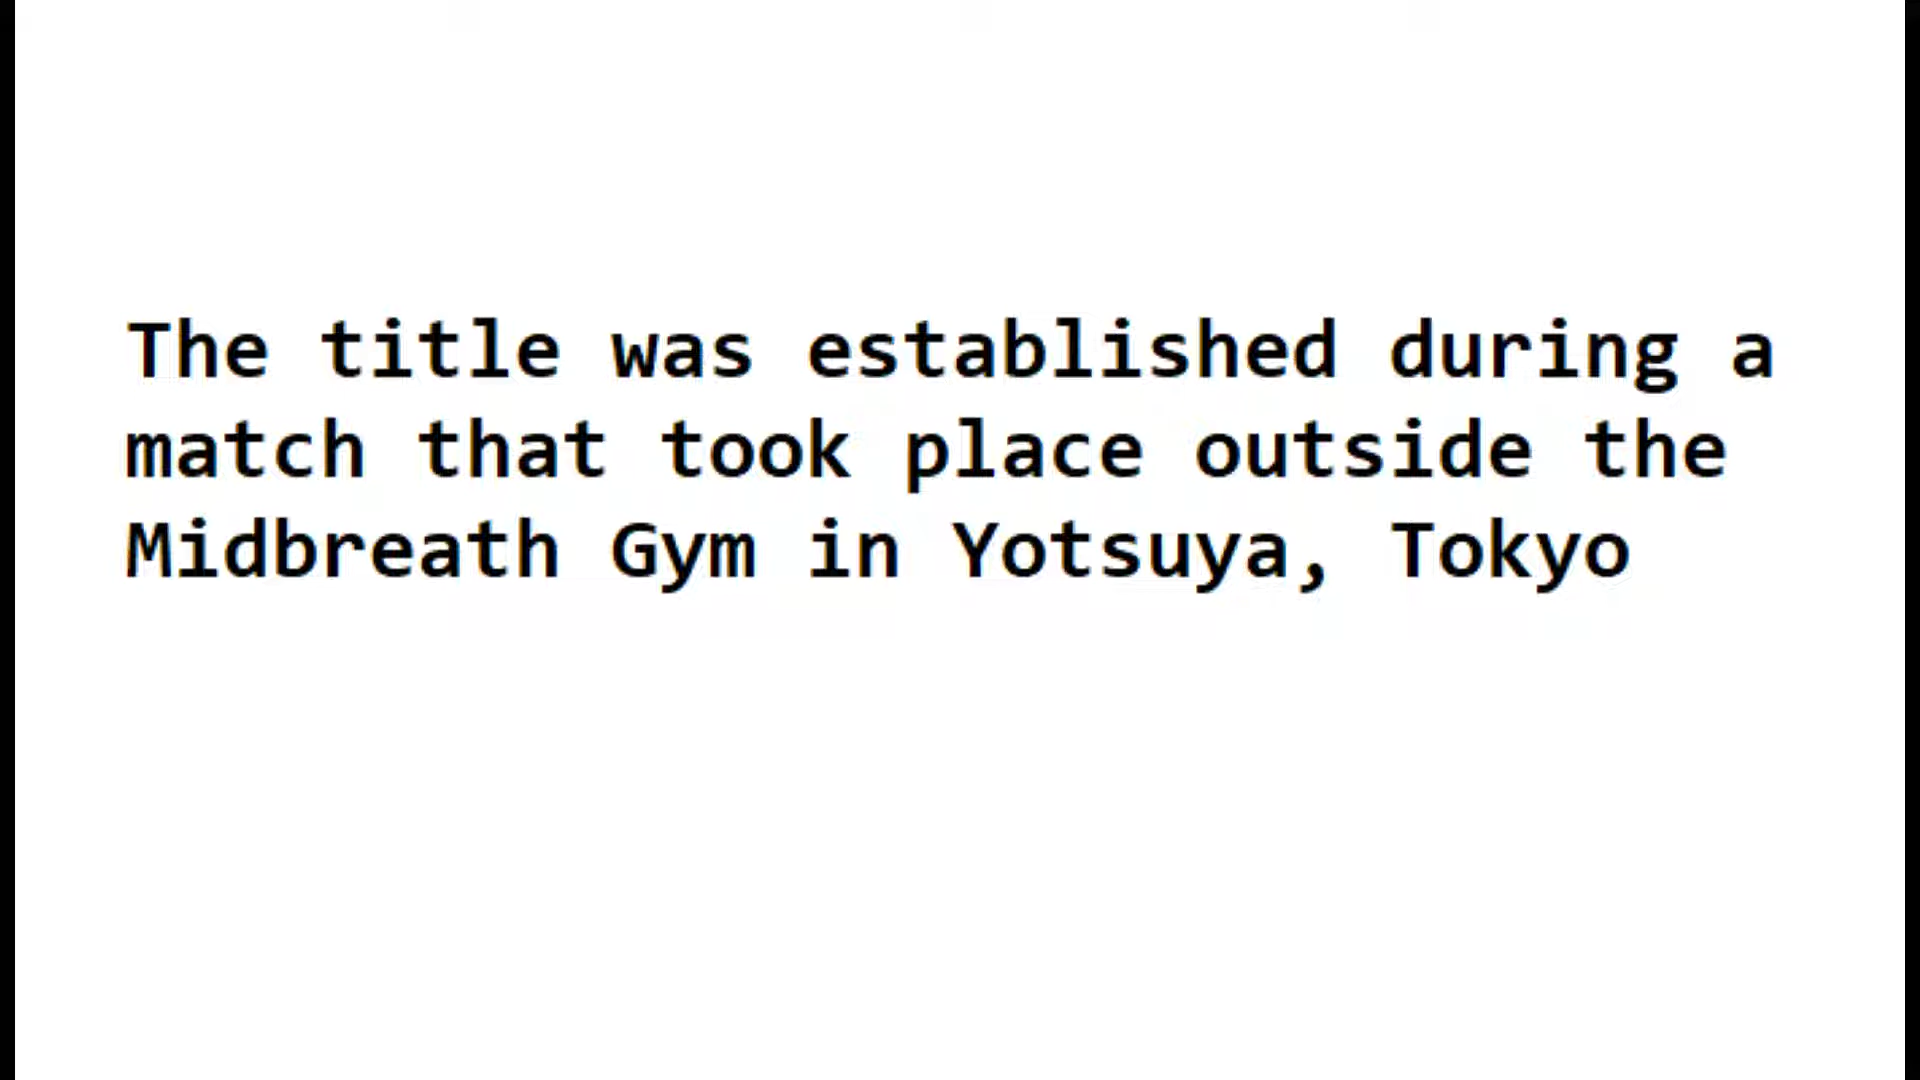 The title was established during a
match that took place outside the
Midbreath Gym in Yotsuya, Tokyo